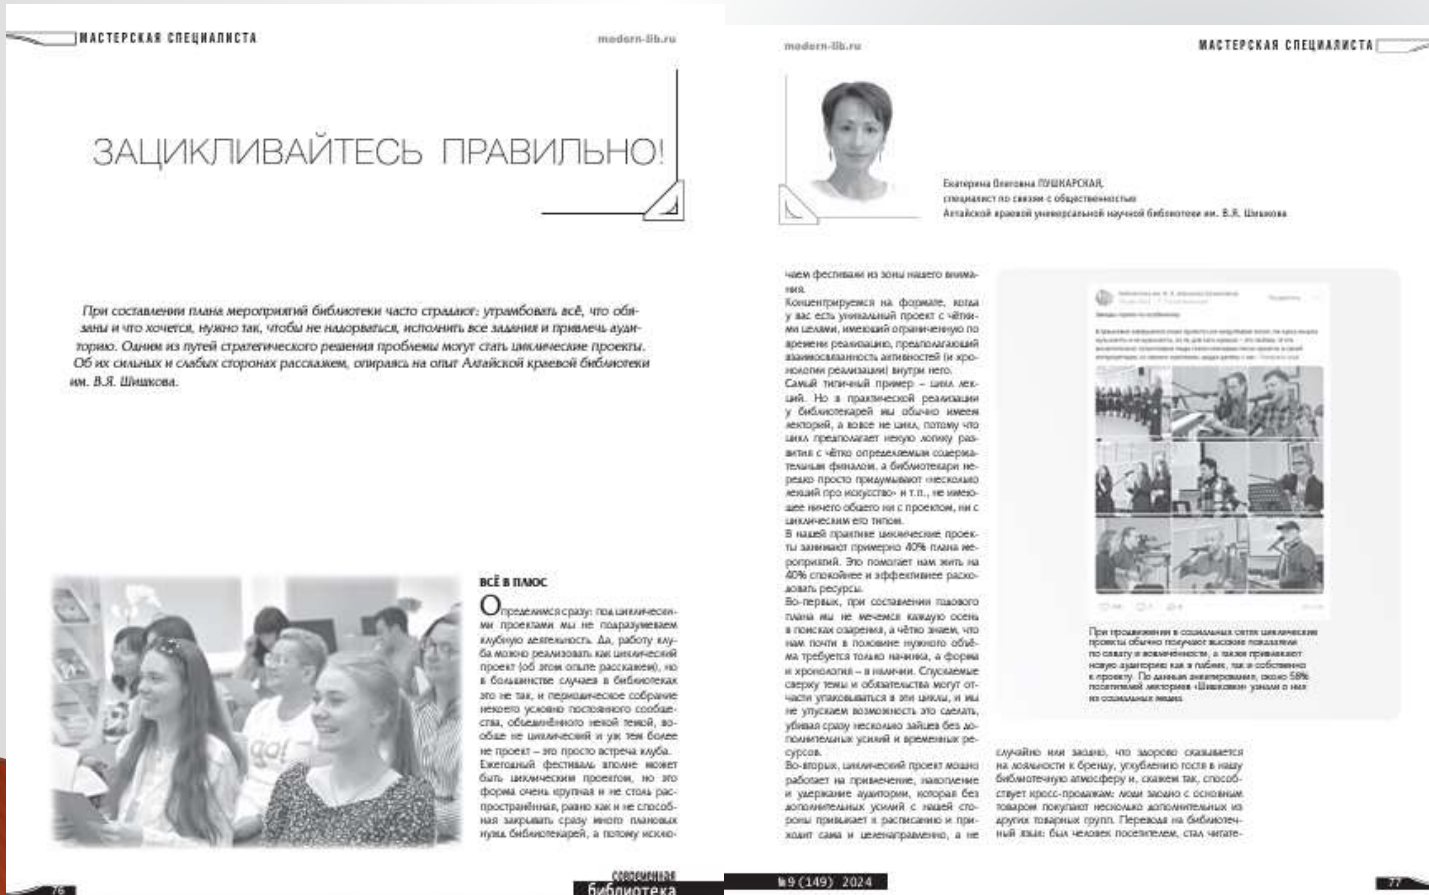 МАСТЕРСКАЯ СПЕЦИАЛИСТА
modern-lib.ru
ЗАЦИКЛИВАЙТЕСЬ ПРАВИЛЬНО!
При составлении плана мероприятий библиотеки часто страдают: утрамбовать всё, что обя-
заны и что хочется, нужно так, чтобы не надорваться, исполнить все задания и привлечь ауди-
торию. Одним из путей стратегического решения проблемы могут стать циклические проекты.
Об их сильных и слабых сторонах расскажем, опираясь на опыт Алтайской краевой библиотеки
им. В.Я. Шишкова.
ВСЁ В ПЛЮС
Определимся сразу: под циклически-
ми проектами мы не подразумеваем
клубную деятельность. Да, работу клу-
ба можно реализовать как циклический
проект (об этом опыте расскажем), но
в большинстве случаев в библиотеках
это не так, и периодическое собрание
некоего условно постоянного сообще-
ства, объединённого некой темой, во-
обще не циклический и уж тем более
не проект – это просто встреча клуба.
Ежегодный фестиваль вполне может
быть циклическим проектом, но это
форма очень крупная и не столь рас-
пространённая, равно как и не способ-
ная закрывать сразу много плановых
нужд библиотекарей, а потому исклю-
76
современная
библиотека
modern-lib.ru
МАСТЕРСКАЯ СПЕЦИАЛИСТА
Екатерина Олеговна ПУШКАРСКАЯ,
специалист по связям с общественностью
Алтайской краевой универсальной научной библиотеки им. В.Я. Шишкова
чаем фестивали из зоны нашего внима-
ния.
Концентрируемся на формате, когда
у вас есть уникальный проект с чётки-
ми целями, имеющий ограниченную по
времени реализацию, предполагающий
взаимосвязанность активностей (и хро-
нологии реализации) внутри него.
Самый типичный пример – цикл лек-
ций. Но в практической реализации
у библиотекарей мы обычно имеем
лекторий, а вовсе не цикл, потому что
цикл предполагает некую логику раз-
вития с чётко определяемым содержа-
тельным финалом, а библиотекари не-
редко просто придумывают «несколько
лекций про искусство» и т.п., не имею-
щее ничего общего ни с проектом, ни с
циклическим его типом.
В нашей практике циклические проек-
ты занимают примерно 40% плана ме-
роприятий. Это помогает нам жить на
40% спокойнее и эффективнее расхо-
довать ресурсы.
Во-первых, при составлении годового
плана мы не мечемся каждую осень
в поисках озарения, а чётко знаем, что
нам почти в половине нужного объё-
ма требуется только начинка, а форма
и хронология – в наличии. Спускаемые
сверху темы и обязательства могут от-
части упаковываться в эти циклы, и мы
не упускаем возможность это сделать,
убивая сразу несколько зайцев без до-
полнительных усилий и временных ре-
сурсов.
Во-вторых, циклический проект мощно
работает на привлечение, накопление
и удержание аудитории, которая без
дополнительных усилий с нашей сто-
роны привыкает к расписанию и при-
ходит сама и целенаправленно, а не
При продвижении в социальных сетях циклические
проекты обычно получают высокие показатели
по охвату и вовлечённости, а также привлекают
новую аудиторию как в паблик, так и собственно
к проекту. По данным анкетирования, около 58%
посетителей лекториев «Шишковки» узнали о них
из социальных медиа.
случайно или заодно, что здорово сказывается
на лояльности к бренду, углублению гостя в нашу
библиотечную атмосферу и, скажем так, способ-
ствует кросс-продажам: люди заодно с основным
товаром покупают несколько дополнительных из
других товарных групп. Переводя на библиотеч-
ный язык: был человек посетителем, стал читате-
№9 (149) 2024
77